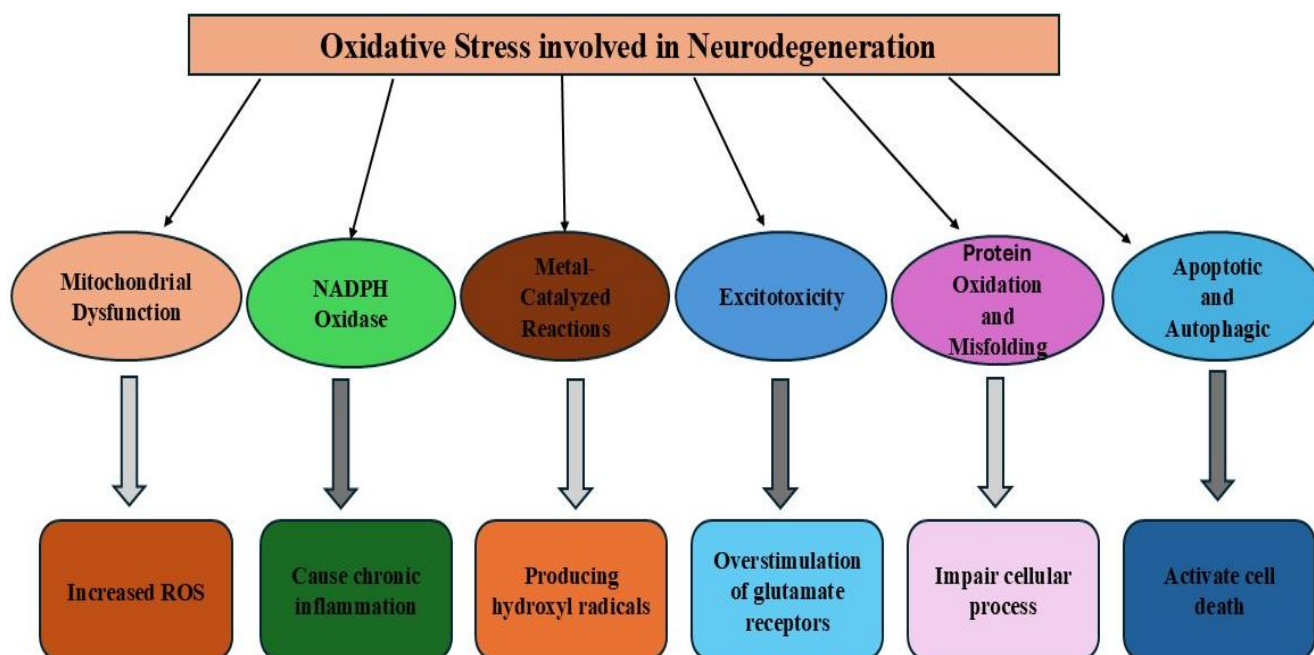 Oxidative Stress involved in Neurodegeneration
Mitochondrial
Dysfunction
NADPH
Oxidase
Metal-
Catalyzed
Reactions
Excitotoxicity
Protein
Oxidation
and
Misfolding
Apoptotic
and
Autophagic
Increased ROS
Cause chronic
inflammation
Producing
hydroxyl radicals
Overstimulation
of glutamate
receptors
Impair cellular
process
Activate cell
death